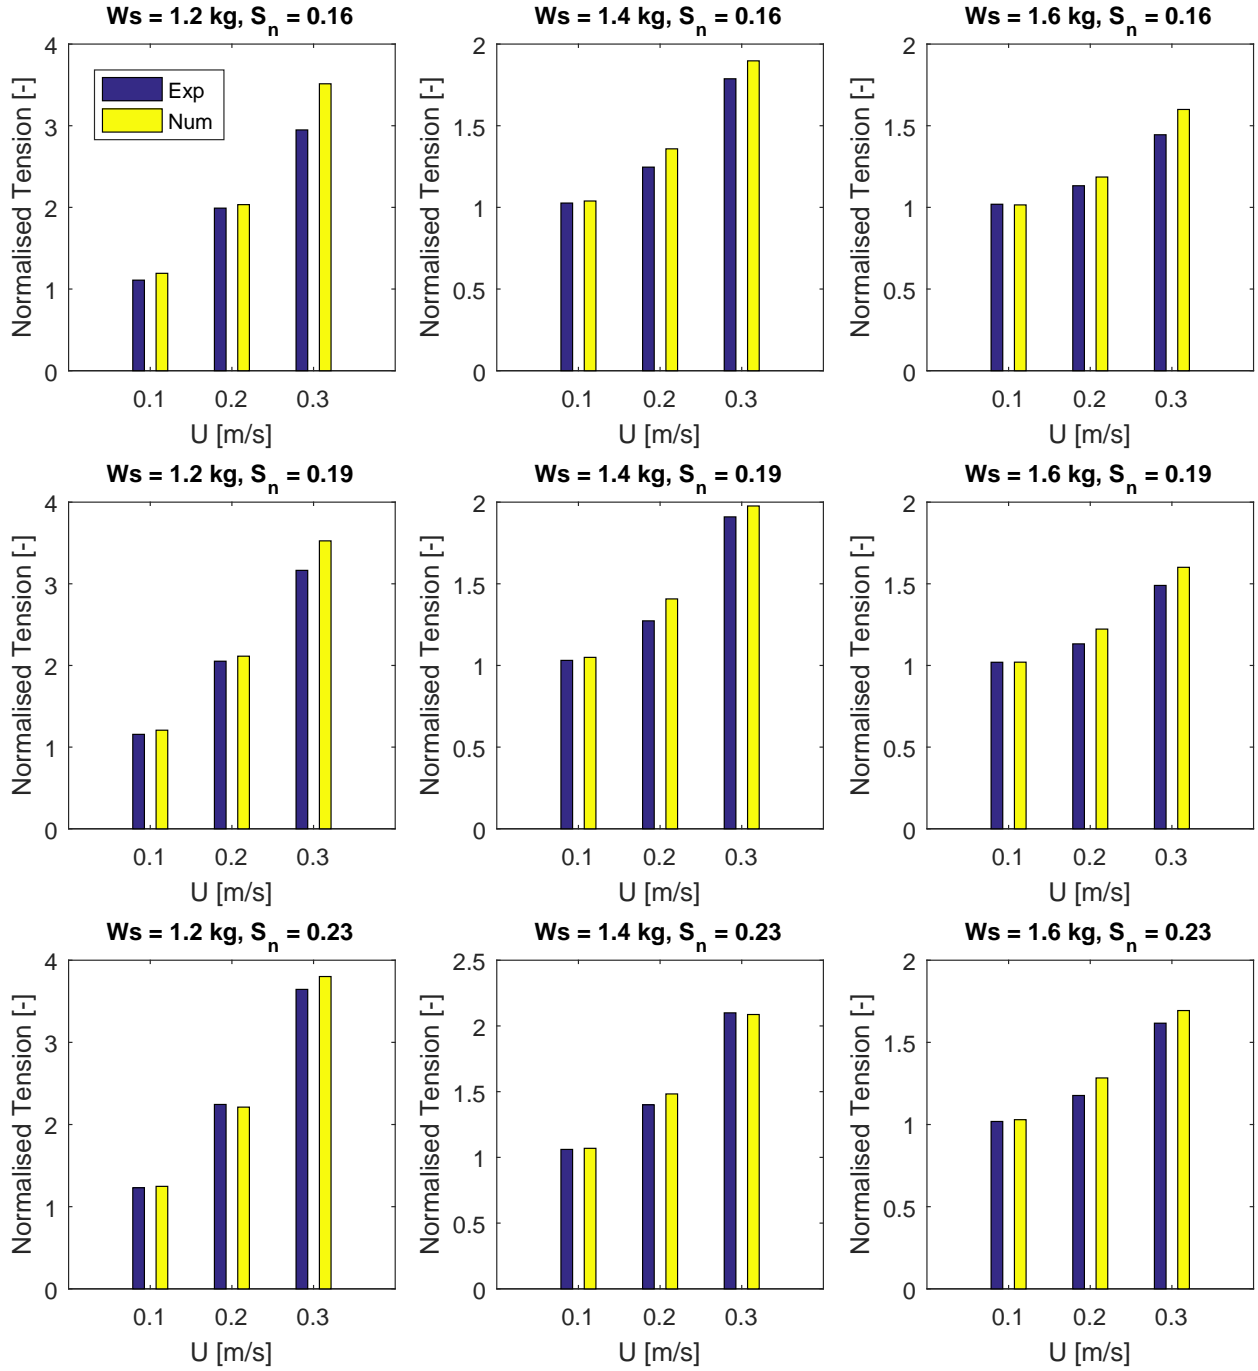 Ws = 1.2 kg, S_n = 0.16
Normalised Tension [-]
4
3
2
1
0
Exp
Num
0.1 0.2 0.3
U [m/s]
Ws = 1.4 kg, S_n = 0.16
Normalised Tension [-]
2
1.5
1
0.5
0
0.1 0.2 0.3
U [m/s]
Ws = 1.6 kg, S_n = 0.16
Normalised Tension [-]
2
1.5
1
0.5
0
0.1 0.2 0.3
U [m/s]
Ws = 1.2 kg, S_n = 0.19
Normalised Tension [-]
4
3
2
1
0
0.1 0.2 0.3
U [m/s]
Ws = 1.4 kg, S_n = 0.19
Normalised Tension [-]
2
1.5
1
0.5
0
0.1 0.2 0.3
U [m/s]
Ws = 1.6 kg, S_n = 0.19
Normalised Tension [-]
2
1.5
1
0.5
0
0.1 0.2 0.3
U [m/s]
Ws = 1.2 kg, S_n = 0.23
Normalised Tension [-]
4
3
2
1
0
0.1 0.2 0.3
U [m/s]
Ws = 1.4 kg, S_n = 0.23
Normalised Tension [-]
2.5
2
1.5
1
0.5
0
0.1 0.2 0.3
U [m/s]
Ws = 1.6 kg, S_n = 0.23
Normalised Tension [-]
2
1.5
1
0.5
0
0.1 0.2 0.3
U [m/s]